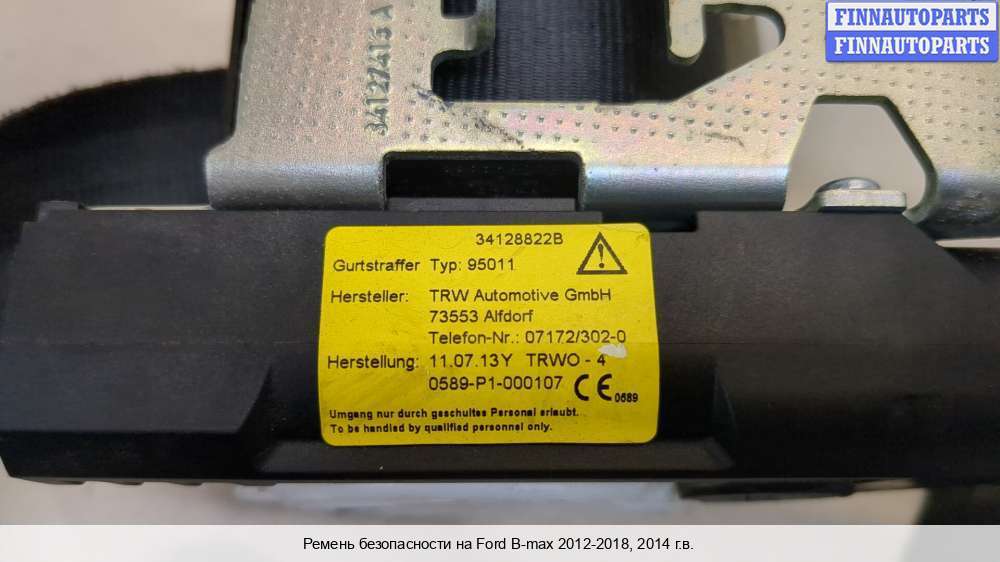 FINNAUTOPARTS
FINNAUTOPARTS
34127415 A
34128822B
Gurtstraffer Typ: 95011
Hersteller: TRW Automotive GmbH
73553 Alfdorf
Telefon-Nr.: 07172/302-0
Herstellung: 11.07.13Y TRWO - 4
0589-P1-000107 CE 0589
Umgang nur durch geschultes Personal erlaubt.
To be handled by qualified personnel only.
Ремень безопасности на Ford B-max 2012-2018, 2014 г.в.